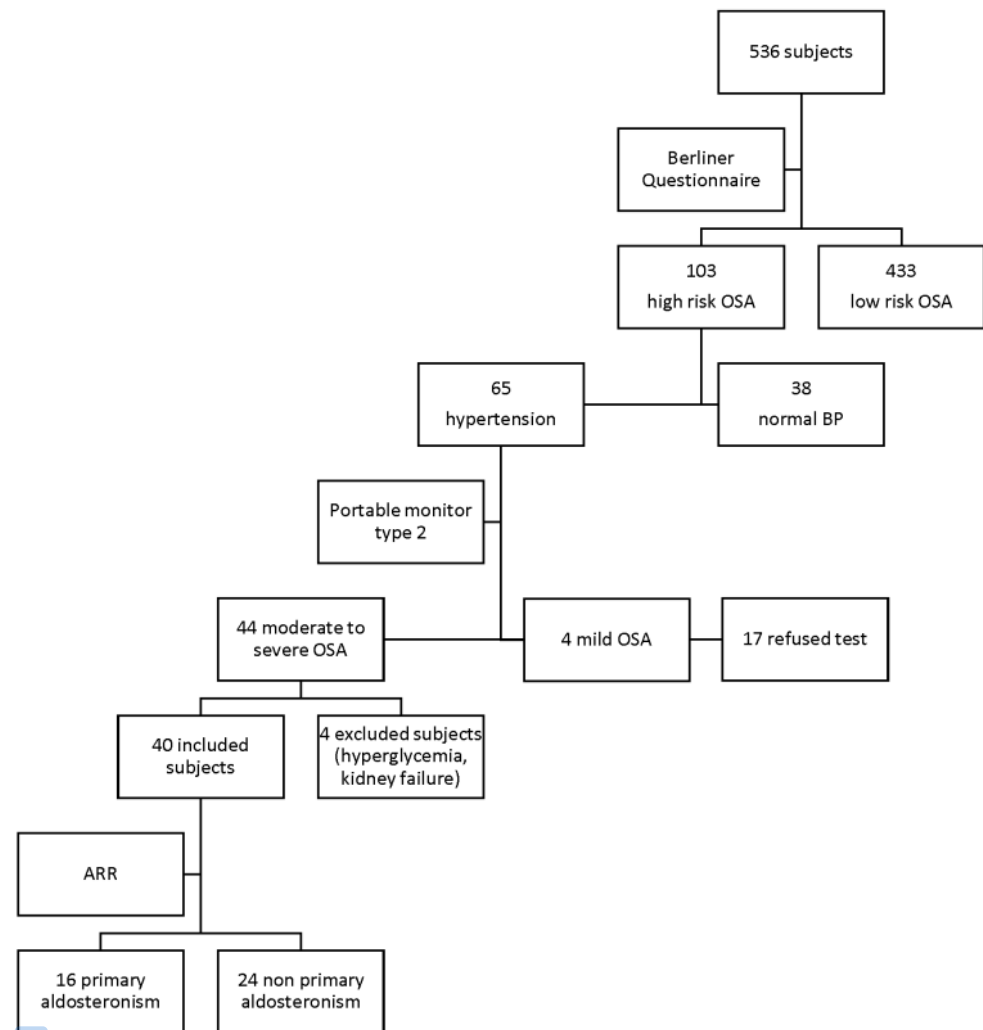 536 subjects
Berliner
Questionnaire
103
high risk OSA
433
low risk OSA
65
hypertension
38
normal BP
Portable monitor
type 2
44 moderate to
severe OSA
4 mild OSA
17 refused test
40 included
subjects
4 excluded subjects
(hyperglycemia,
kidney failure)
ARR
16 primary
aldosteronism
24 non primary
aldosteronism